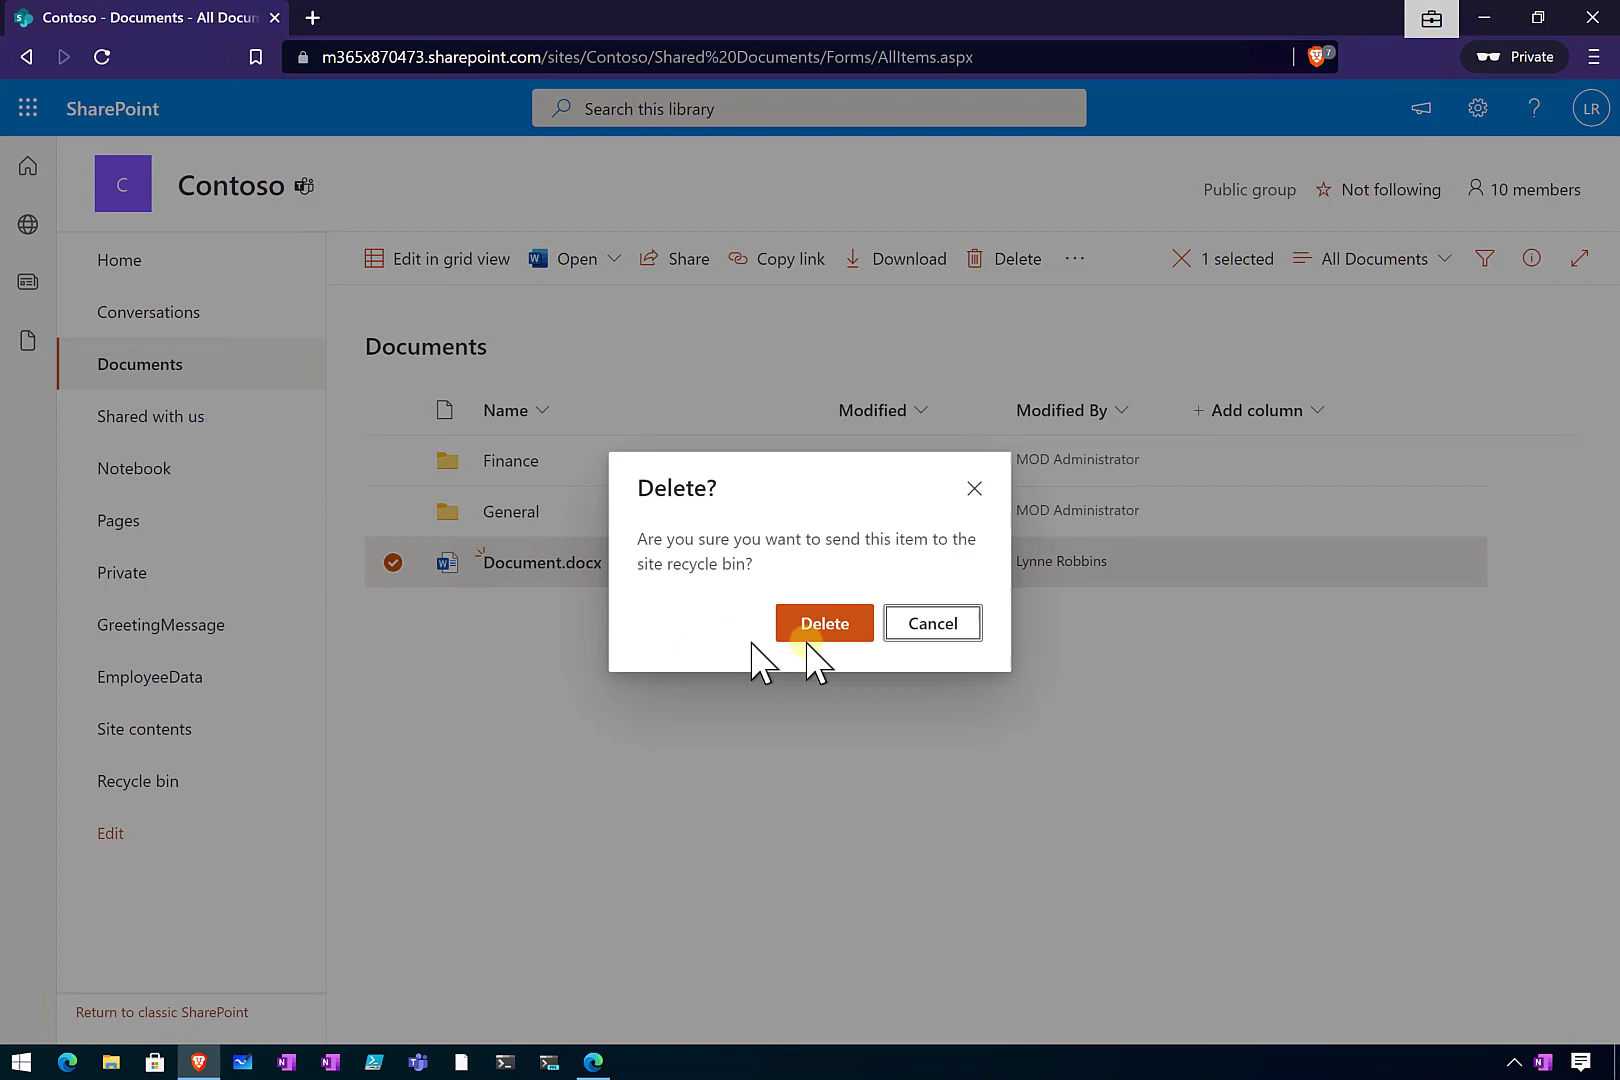 Contoso - Documents - All Docun
m365x870473.sharepoint.com/sites/Contoso/Shared%20Documents/Forms/AllItems.aspx
7
Private
SharePoint
Search this library
LR
C
Contoso
Public group
Not following
10 members
Home
Conversations
Documents
Shared with us
Notebook
Pages
Private
GreetingMessage
EmployeeData
Site contents
Recycle bin
Edit
Return to classic SharePoint
Edit in grid view
Open
Share
Copy link
Download
Delete
1 selected
All Documents
Documents
Name
Modified
Modified By
+ Add column
Finance
MOD Administrator
General
MOD Administrator
Document.docx
Lynne Robbins
Delete?
Are you sure you want to send this item to the
site recycle bin?
Delete
Cancel